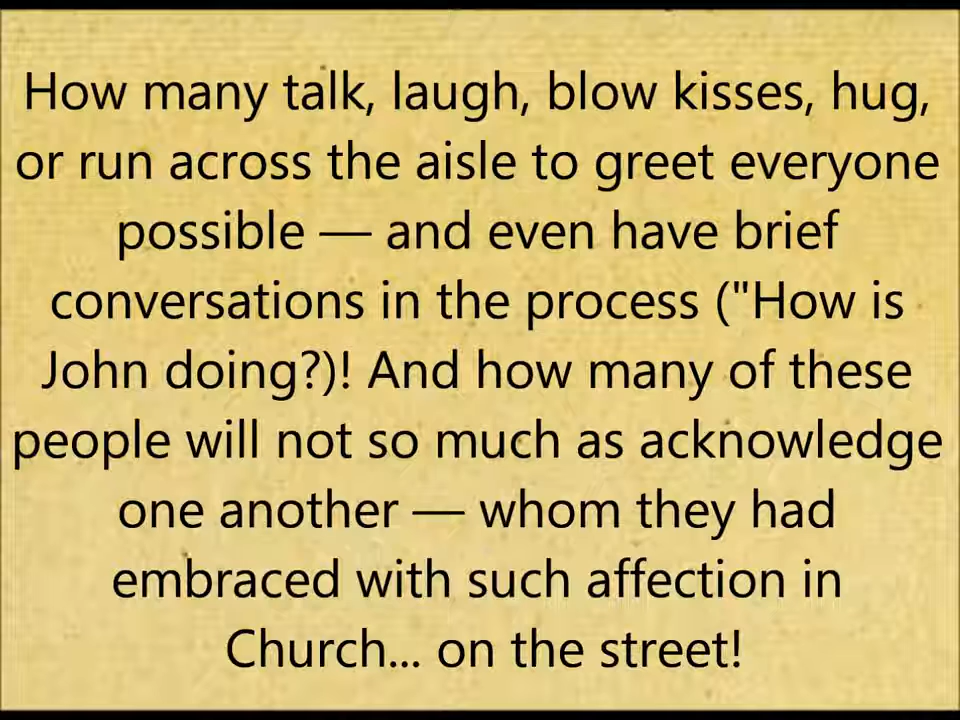 How many talk, laugh, blow kisses, hug,
or run across the aisle to greet everyone
possible — and even have brief
conversations in the process ("How is
John doing?)! And how many of these
people will not so much as acknowledge
one another — whom they had
embraced with such affection in
Church... on the street!